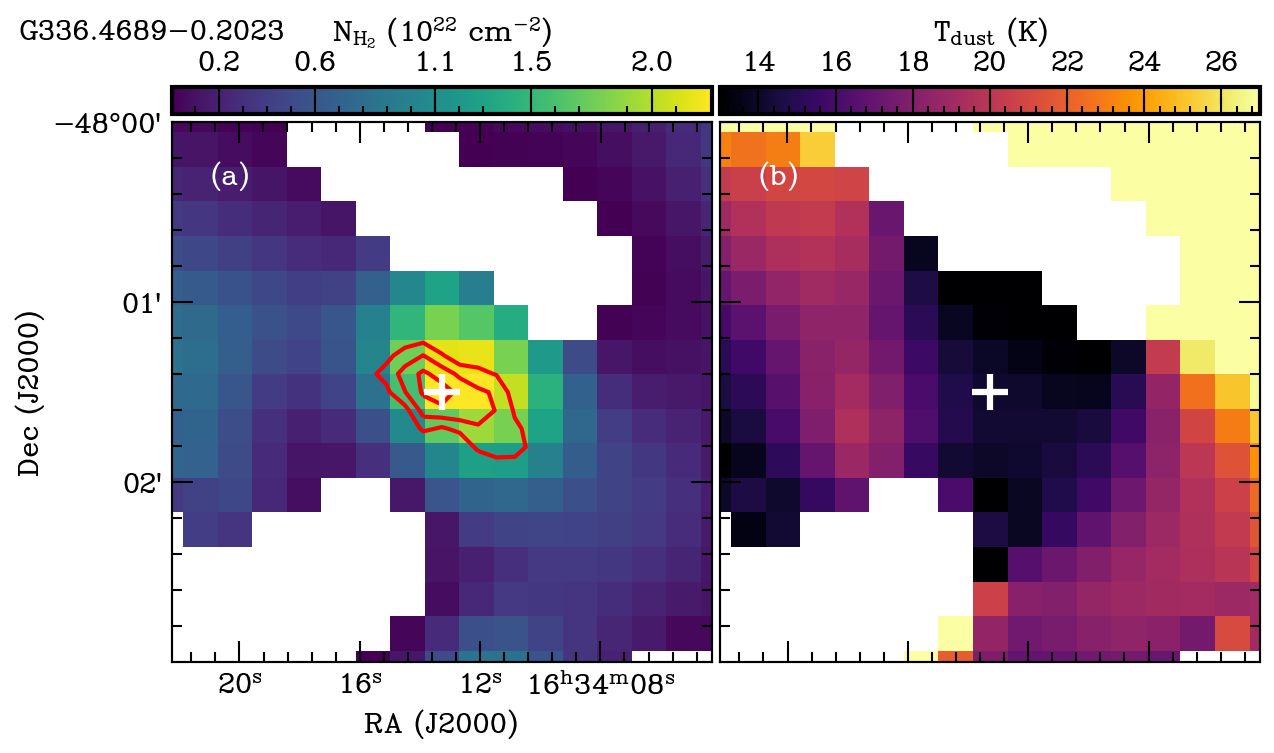 G336.4689−0.2023 N_H₂ (10²² cm⁻²) T_dust (K)
0.2 0.6 1.1 1.5 2.0 14 16 18 20 22 24 26
−48°00'
(a) (b)
01'
Dec (J2000)
02'
20ˢ 16ˢ 12ˢ 16ʰ34ᵐ08ˢ
RA (J2000)